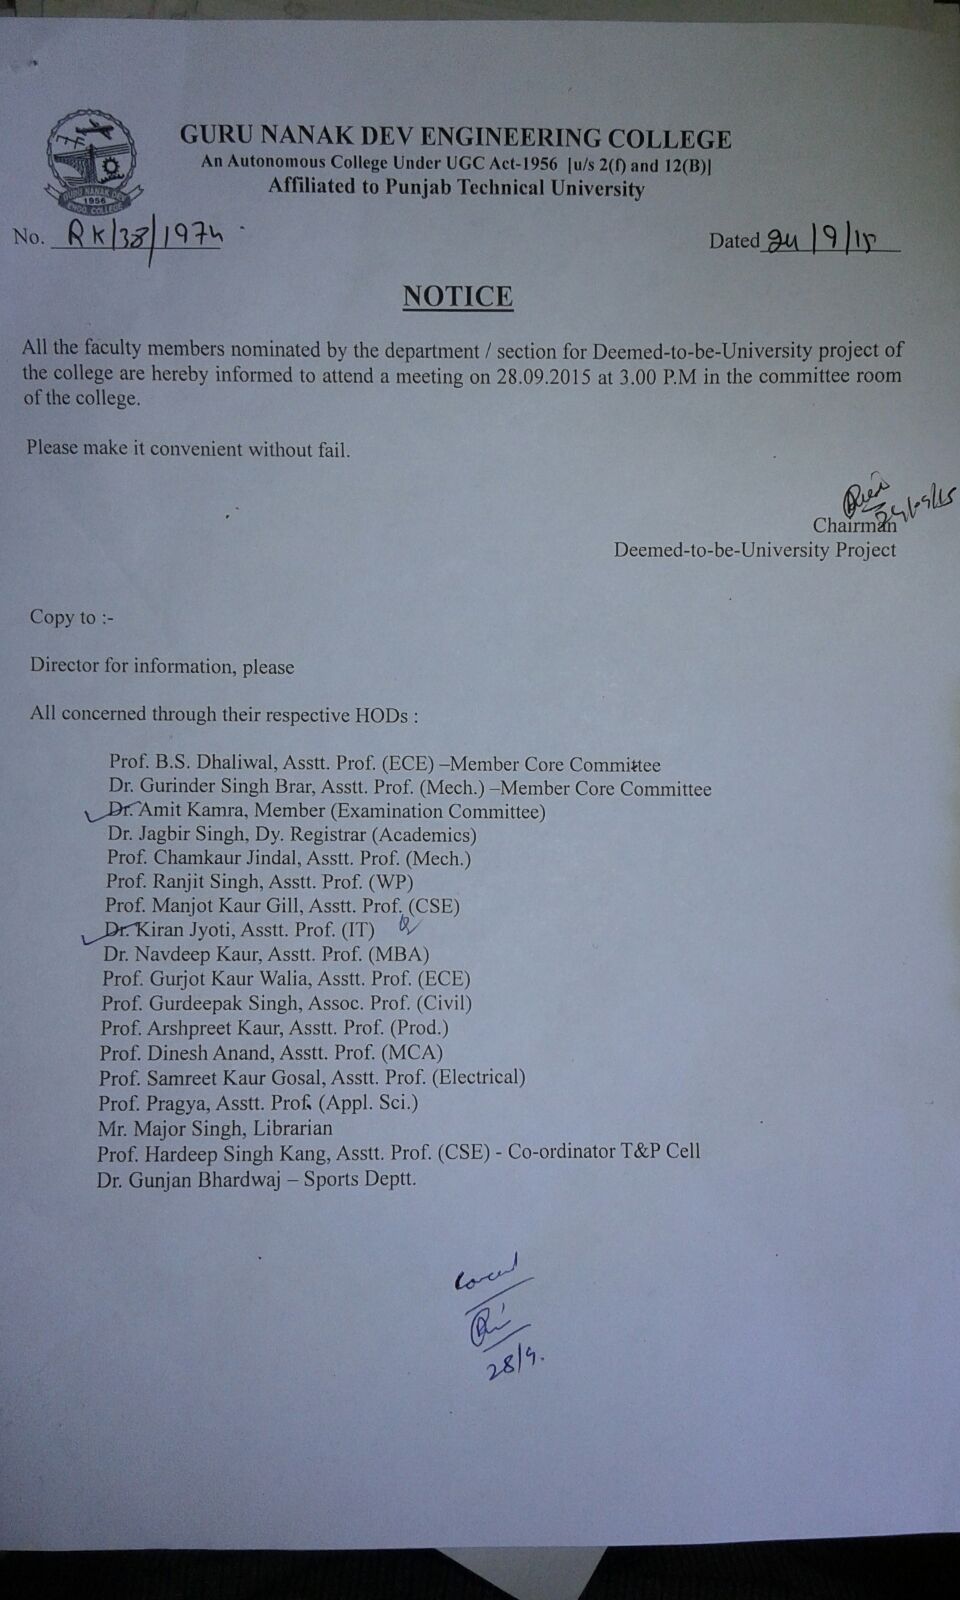 GURU NANAK DEV ENGINEERING COLLEGE
An Autonomous College Under UGC Act-1956 [u/s 2(f) and 12(B)]
Affiliated to Punjab Technical University
GURU NANAK DEV
1956
ENGG. COLLEGE
No. RK/38/1974 Dated 24/9/15
NOTICE
All the faculty members nominated by the department / section for Deemed-to-be-University project of
the college are hereby informed to attend a meeting on 28.09.2015 at 3.00 P.M in the committee room
of the college.
Please make it convenient without fail.
24/09/15
Chairman
Deemed-to-be-University Project
Copy to :-
Director for information, please
All concerned through their respective HODs :
Prof. B.S. Dhaliwal, Asstt. Prof. (ECE) –Member Core Committee
Dr. Gurinder Singh Brar, Asstt. Prof. (Mech.) –Member Core Committee
Dr. Amit Kamra, Member (Examination Committee)
Dr. Jagbir Singh, Dy. Registrar (Academics)
Prof. Chamkaur Jindal, Asstt. Prof. (Mech.)
Prof. Ranjit Singh, Asstt. Prof. (WP)
Prof. Manjot Kaur Gill, Asstt. Prof. (CSE)
Dr. Kiran Jyoti, Asstt. Prof. (IT)
Dr. Navdeep Kaur, Asstt. Prof. (MBA)
Prof. Gurjot Kaur Walia, Asstt. Prof. (ECE)
Prof. Gurdeepak Singh, Assoc. Prof. (Civil)
Prof. Arshpreet Kaur, Asstt. Prof. (Prod.)
Prof. Dinesh Anand, Asstt. Prof. (MCA)
Prof. Samreet Kaur Gosal, Asstt. Prof. (Electrical)
Prof. Pragya, Asstt. Prof. (Appl. Sci.)
Mr. Major Singh, Librarian
Prof. Hardeep Singh Kang, Asstt. Prof. (CSE) - Co-ordinator T&P Cell
Dr. Gunjan Bhardwaj – Sports Deptt.
28/9.